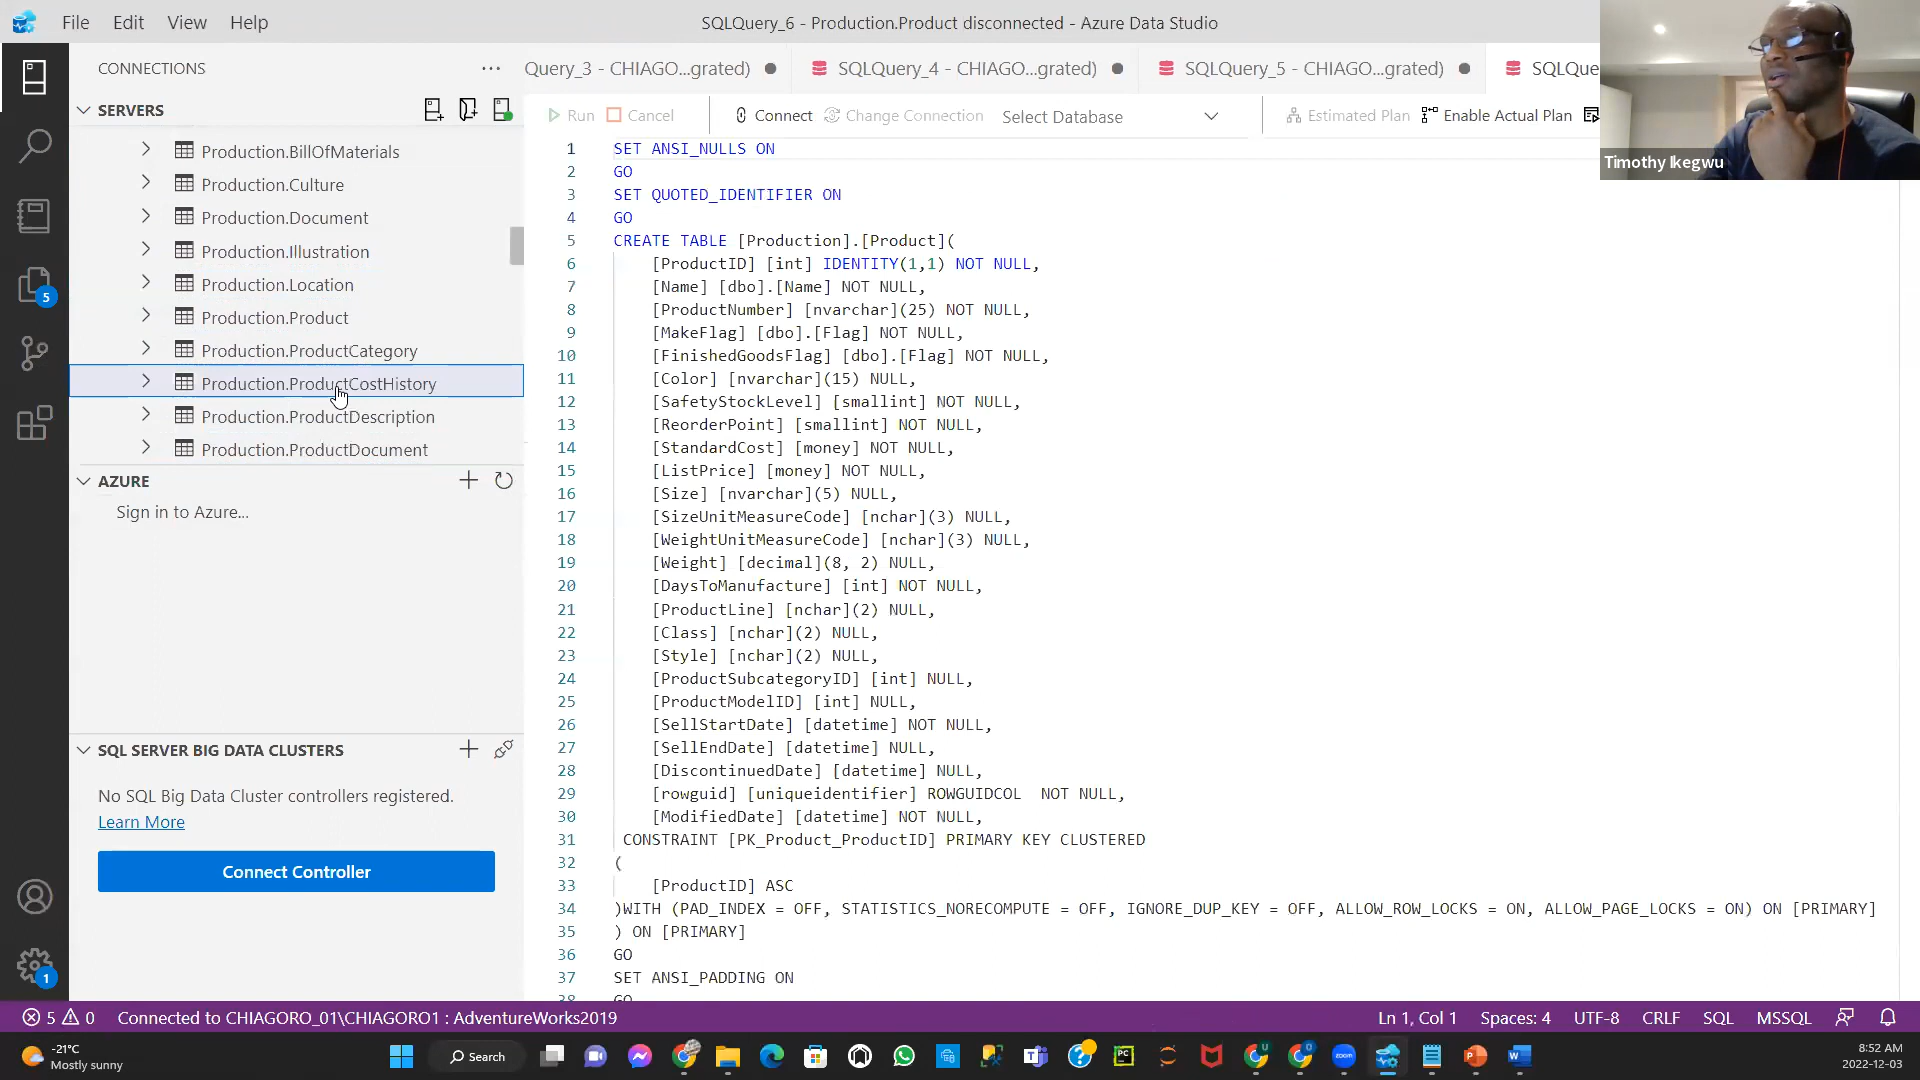 File Edit View Help
SQLQuery_6 - Production.Product disconnected - Azure Data Studio
CONNECTIONS
Query_3 - CHIAGO...grated)
SQLQuery_4 - CHIAGO...grated)
SQLQuery_5 - CHIAGO...grated)
SQLQue
SERVERS
Run Cancel Connect Change Connection Select Database Estimated Plan Enable Actual Plan
Timothy Ikegwu
Production.BillOfMaterials
Production.Culture
Production.Document
Production.Illustration
Production.Location
Production.Product
Production.ProductCategory
Production.ProductCostHistory
Production.ProductDescription
Production.ProductDocument
AZURE
Sign in to Azure...
SQL SERVER BIG DATA CLUSTERS
No SQL Big Data Cluster controllers registered.
Learn More
Connect Controller
5
1
1 SET ANSI_NULLS ON
2 GO
3 SET QUOTED_IDENTIFIER ON
4 GO
5 CREATE TABLE [Production].[Product](
6 [ProductID] [int] IDENTITY(1,1) NOT NULL,
7 [Name] [dbo].[Name] NOT NULL,
8 [ProductNumber] [nvarchar](25) NOT NULL,
9 [MakeFlag] [dbo].[Flag] NOT NULL,
10 [FinishedGoodsFlag] [dbo].[Flag] NOT NULL,
11 [Color] [nvarchar](15) NULL,
12 [SafetyStockLevel] [smallint] NOT NULL,
13 [ReorderPoint] [smallint] NOT NULL,
14 [StandardCost] [money] NOT NULL,
15 [ListPrice] [money] NOT NULL,
16 [Size] [nvarchar](5) NULL,
17 [SizeUnitMeasureCode] [nchar](3) NULL,
18 [WeightUnitMeasureCode] [nchar](3) NULL,
19 [Weight] [decimal](8, 2) NULL,
20 [DaysToManufacture] [int] NOT NULL,
21 [ProductLine] [nchar](2) NULL,
22 [Class] [nchar](2) NULL,
23 [Style] [nchar](2) NULL,
24 [ProductSubcategoryID] [int] NULL,
25 [ProductModelID] [int] NULL,
26 [SellStartDate] [datetime] NOT NULL,
27 [SellEndDate] [datetime] NULL,
28 [DiscontinuedDate] [datetime] NULL,
29 [rowguid] [uniqueidentifier] ROWGUIDCOL NOT NULL,
30 [ModifiedDate] [datetime] NOT NULL,
31 CONSTRAINT [PK_Product_ProductID] PRIMARY KEY CLUSTERED
32 (
33 [ProductID] ASC
34 )WITH (PAD_INDEX = OFF, STATISTICS_NORECOMPUTE = OFF, IGNORE_DUP_KEY = OFF, ALLOW_ROW_LOCKS = ON, ALLOW_PAGE_LOCKS = ON) ON [PRIMARY]
35 ) ON [PRIMARY]
36 GO
37 SET ANSI_PADDING ON
38 GO
5 0 Connected to CHIAGORO_01\CHIAGORO1 : AdventureWorks2019
Ln 1, Col 1 Spaces: 4 UTF-8 CRLF SQL MSSQL
-21°C
Mostly sunny
Search
8:52 AM
2022-12-03